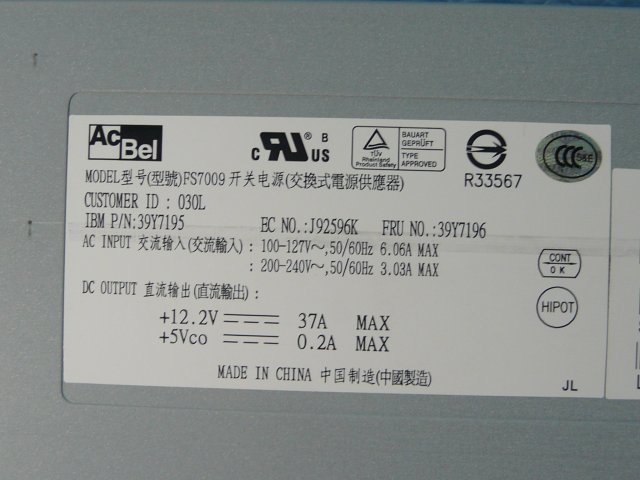 AcBel
c RU ® US B
TÜV Rheinland Product Safety
BAUART GEPRÜFT
TYPE APPROVED
R33567
CCC S&E
MODEL型号(型號)FS7009 开关电源(交換式電源供應器)
CUSTOMER ID : 030L
IBM P/N:39Y7195 EC NO.:J92596K FRU NO.:39Y7196
AC INPUT 交流输入(交流輸入) : 100-127V～,50/60Hz 6.06A MAX
: 200-240V～,50/60Hz 3.03A MAX
CONT OK
DC OUTPUT 直流输出(直流輸出) :
HIPOT
+12.2V 37A MAX
+5Vco 0.2A MAX
MADE IN CHINA 中国制造(中國製造)
JL